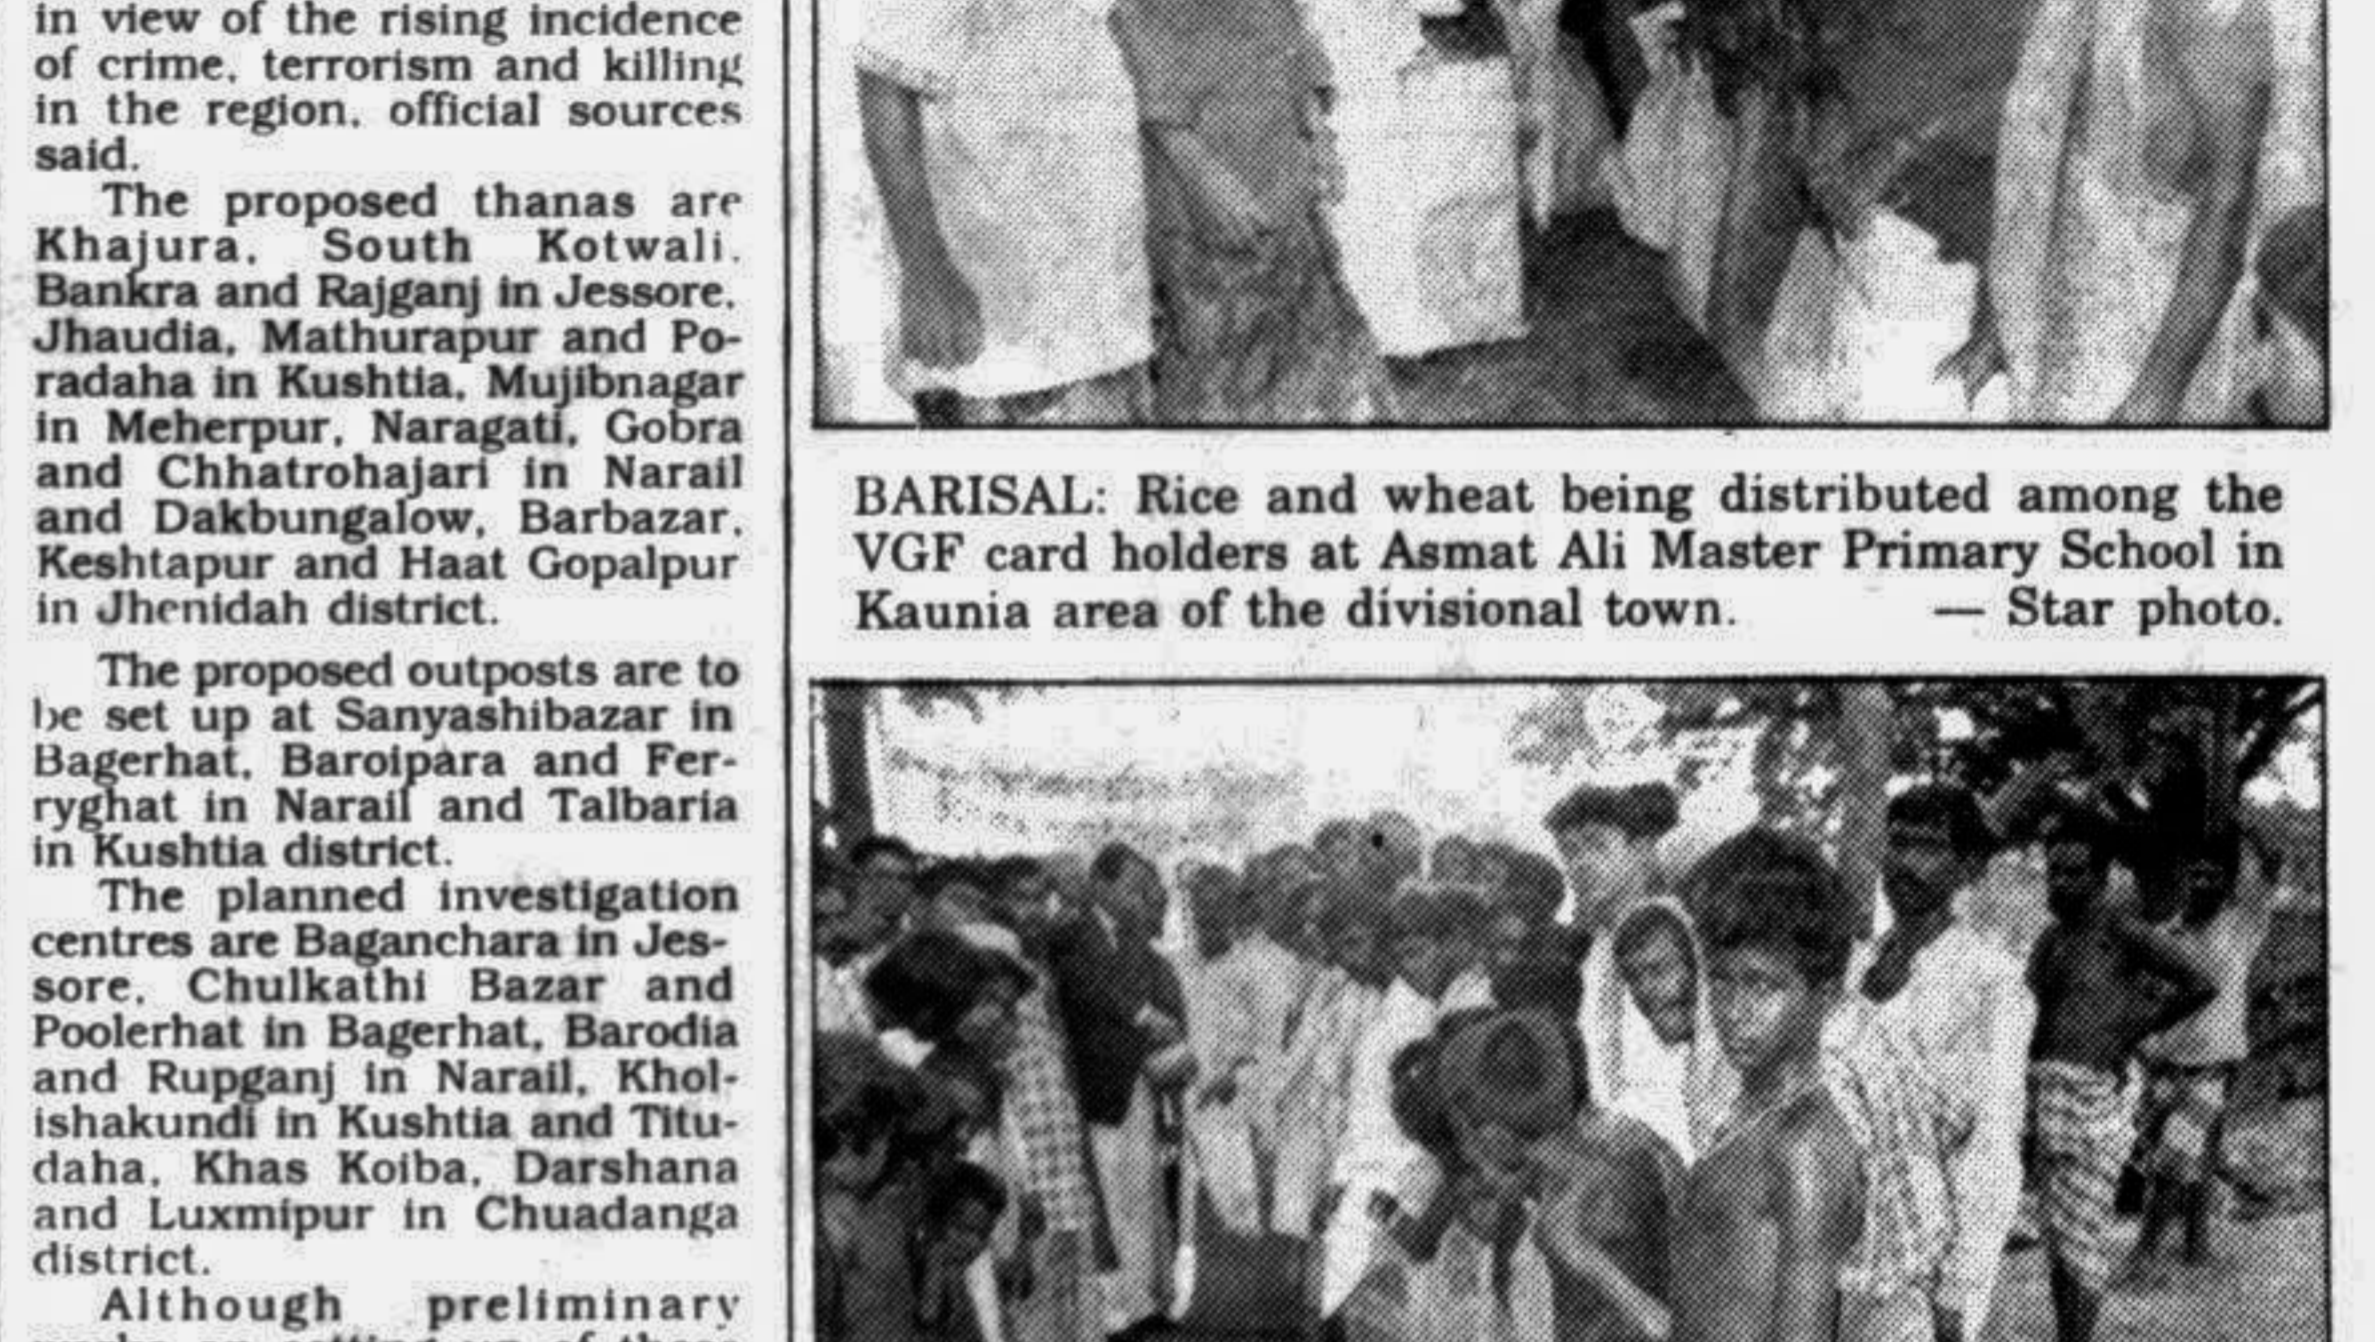 in view of the rising incidence
of crime, terrorism and killing
in the region, official sources
said.
The proposed thanas are
Khajura, South Kotwali,
Bankra and Rajganj in Jessore,
Jhaudia, Mathurapur and Po-
radaha in Kushtia, Mujibnagar
in Meherpur, Naragati, Gobra
and Chhatrohajari in Narail
and Dakbungalow, Barbazar,
Keshtapur and Haat Gopalpur
in Jhenidah district.
The proposed outposts are to
be set up at Sanyashibazar in
Bagerhat, Baroipara and Fer-
ryghat in Narail and Talbaria
in Kushtia district.
The planned investigation
centres are Baganchara in Jes-
sore, Chulkathi Bazar and
Poolerhat in Bagerhat, Barodia
and Rupganj in Narail, Khol-
ishakundi in Kushtia and Titu-
daha, Khas Koiba, Darshana
and Luxmipur in Chuadanga
district.
Although preliminary
BARISAL: Rice and wheat being distributed among the
VGF card holders at Asmat Ali Master Primary School in
Kaunia area of the divisional town. — Star photo.